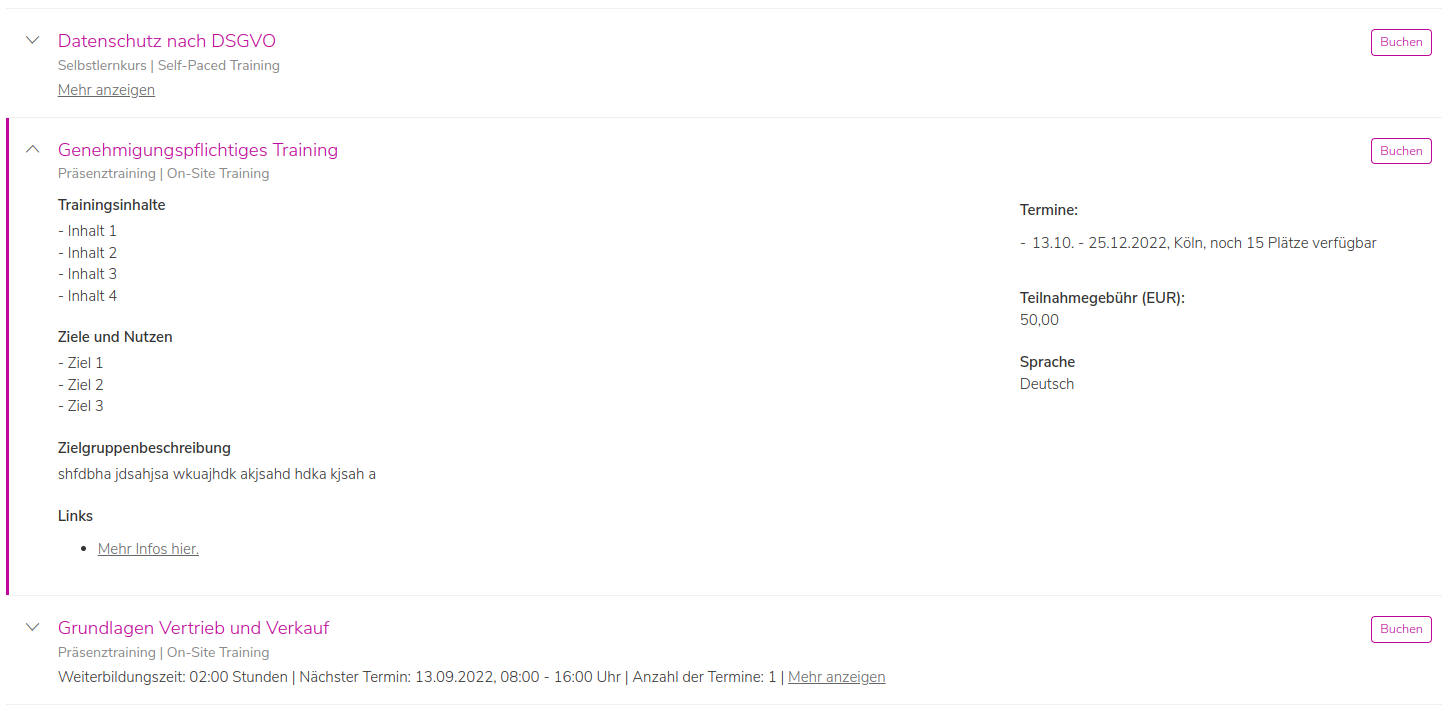 Datenschutz nach DSGVO
Buchen
Selbstlernkurs | Self-Paced Training
Mehr anzeigen
Genehmigungspflichtiges Training
Buchen
Präsenztraining | On-Site Training
Trainingsinhalte
- Inhalt 1
- Inhalt 2
- Inhalt 3
- Inhalt 4
Ziele und Nutzen
- Ziel 1
- Ziel 2
- Ziel 3
Zielgruppenbeschreibung
shfdbha jdsahjsa wkuajhdk akjsahd hdka kjsah a
Links
• Mehr Infos hier.
Termine:
- 13.10. - 25.12.2022, Köln, noch 15 Plätze verfügbar
Teilnahmegebühr (EUR):
50,00
Sprache
Deutsch
Grundlagen Vertrieb und Verkauf
Buchen
Präsenztraining | On-Site Training
Weiterbildungszeit: 02:00 Stunden | Nächster Termin: 13.09.2022, 08:00 - 16:00 Uhr | Anzahl der Termine: 1 | Mehr anzeigen